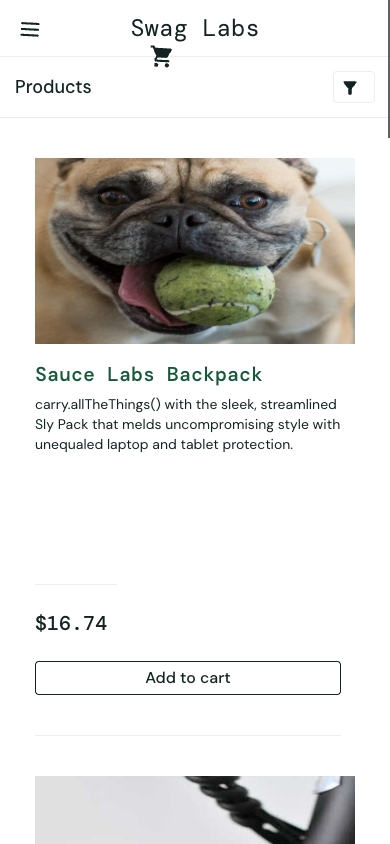 Swag Labs
Products
Sauce Labs Backpack
carry.allTheThings() with the sleek, streamlined
Sly Pack that melds uncompromising style with
unequaled laptop and tablet protection.
$16.74
Add to cart